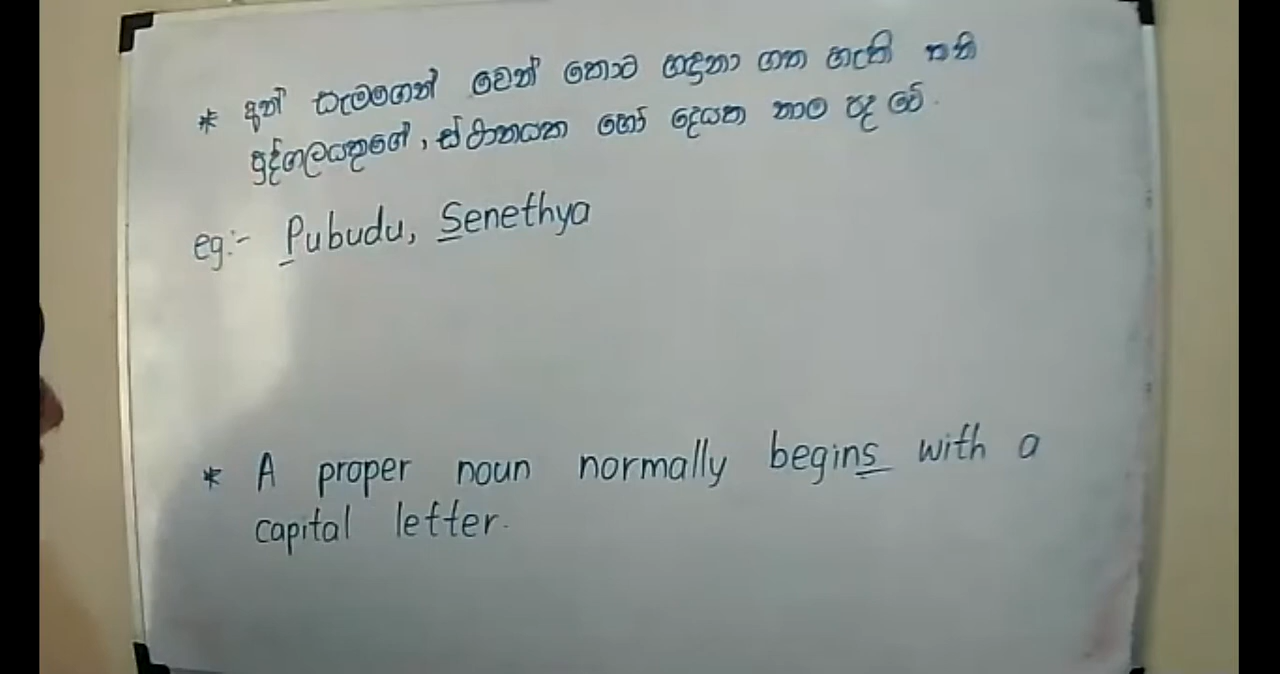 * අන් සැමගෙන් වෙන් කොට හඳුනා ගත හැකි තනි
පුද්ගලයකුගේ, ස්ථානයක හෝ දෙයක නාම පද වේ.
eg:- Pubudu, Senethya
* A proper noun normally begins with a
capital letter.